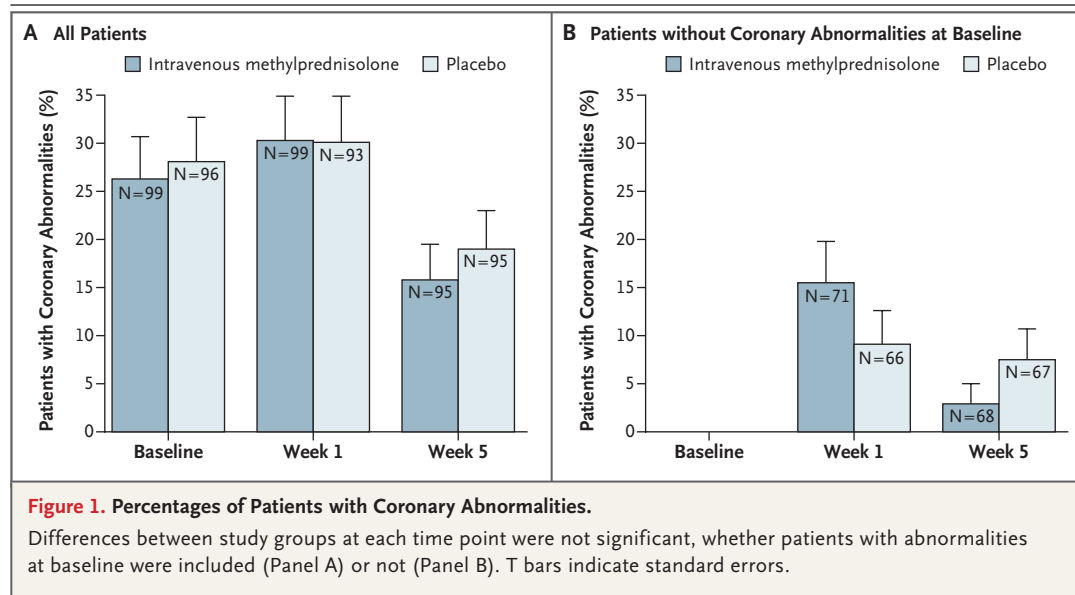 A All Patients
Intravenous methylprednisolone Placebo
Patients with Coronary Abnormalities (%)
35
30
25
20
15
10
5
0
N=99
N=96
N=99
N=93
N=95
N=95
Baseline Week 1 Week 5
B Patients without Coronary Abnormalities at Baseline
Intravenous methylprednisolone Placebo
Patients with Coronary Abnormalities (%)
35
30
25
20
15
10
5
0
N=71
N=66
N=68
N=67
Baseline Week 1 Week 5
Figure 1. Percentages of Patients with Coronary Abnormalities.
Differences between study groups at each time point were not significant, whether patients with abnormalities
at baseline were included (Panel A) or not (Panel B). T bars indicate standard errors.